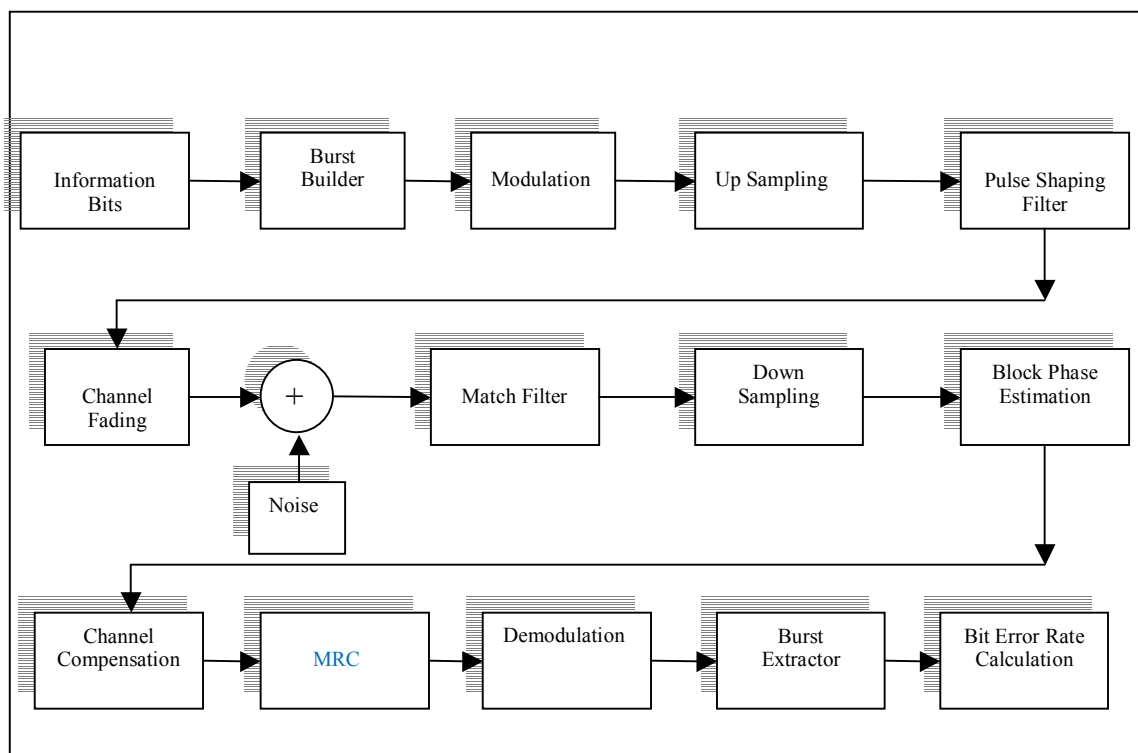 Information
Bits
Burst
Builder
Modulation
Up Sampling
Pulse Shaping
Filter
Channel
Fading
+
Noise
Match Filter
Down
Sampling
Block Phase
Estimation
Channel
Compensation
MRC
Demodulation
Burst
Extractor
Bit Error Rate
Calculation